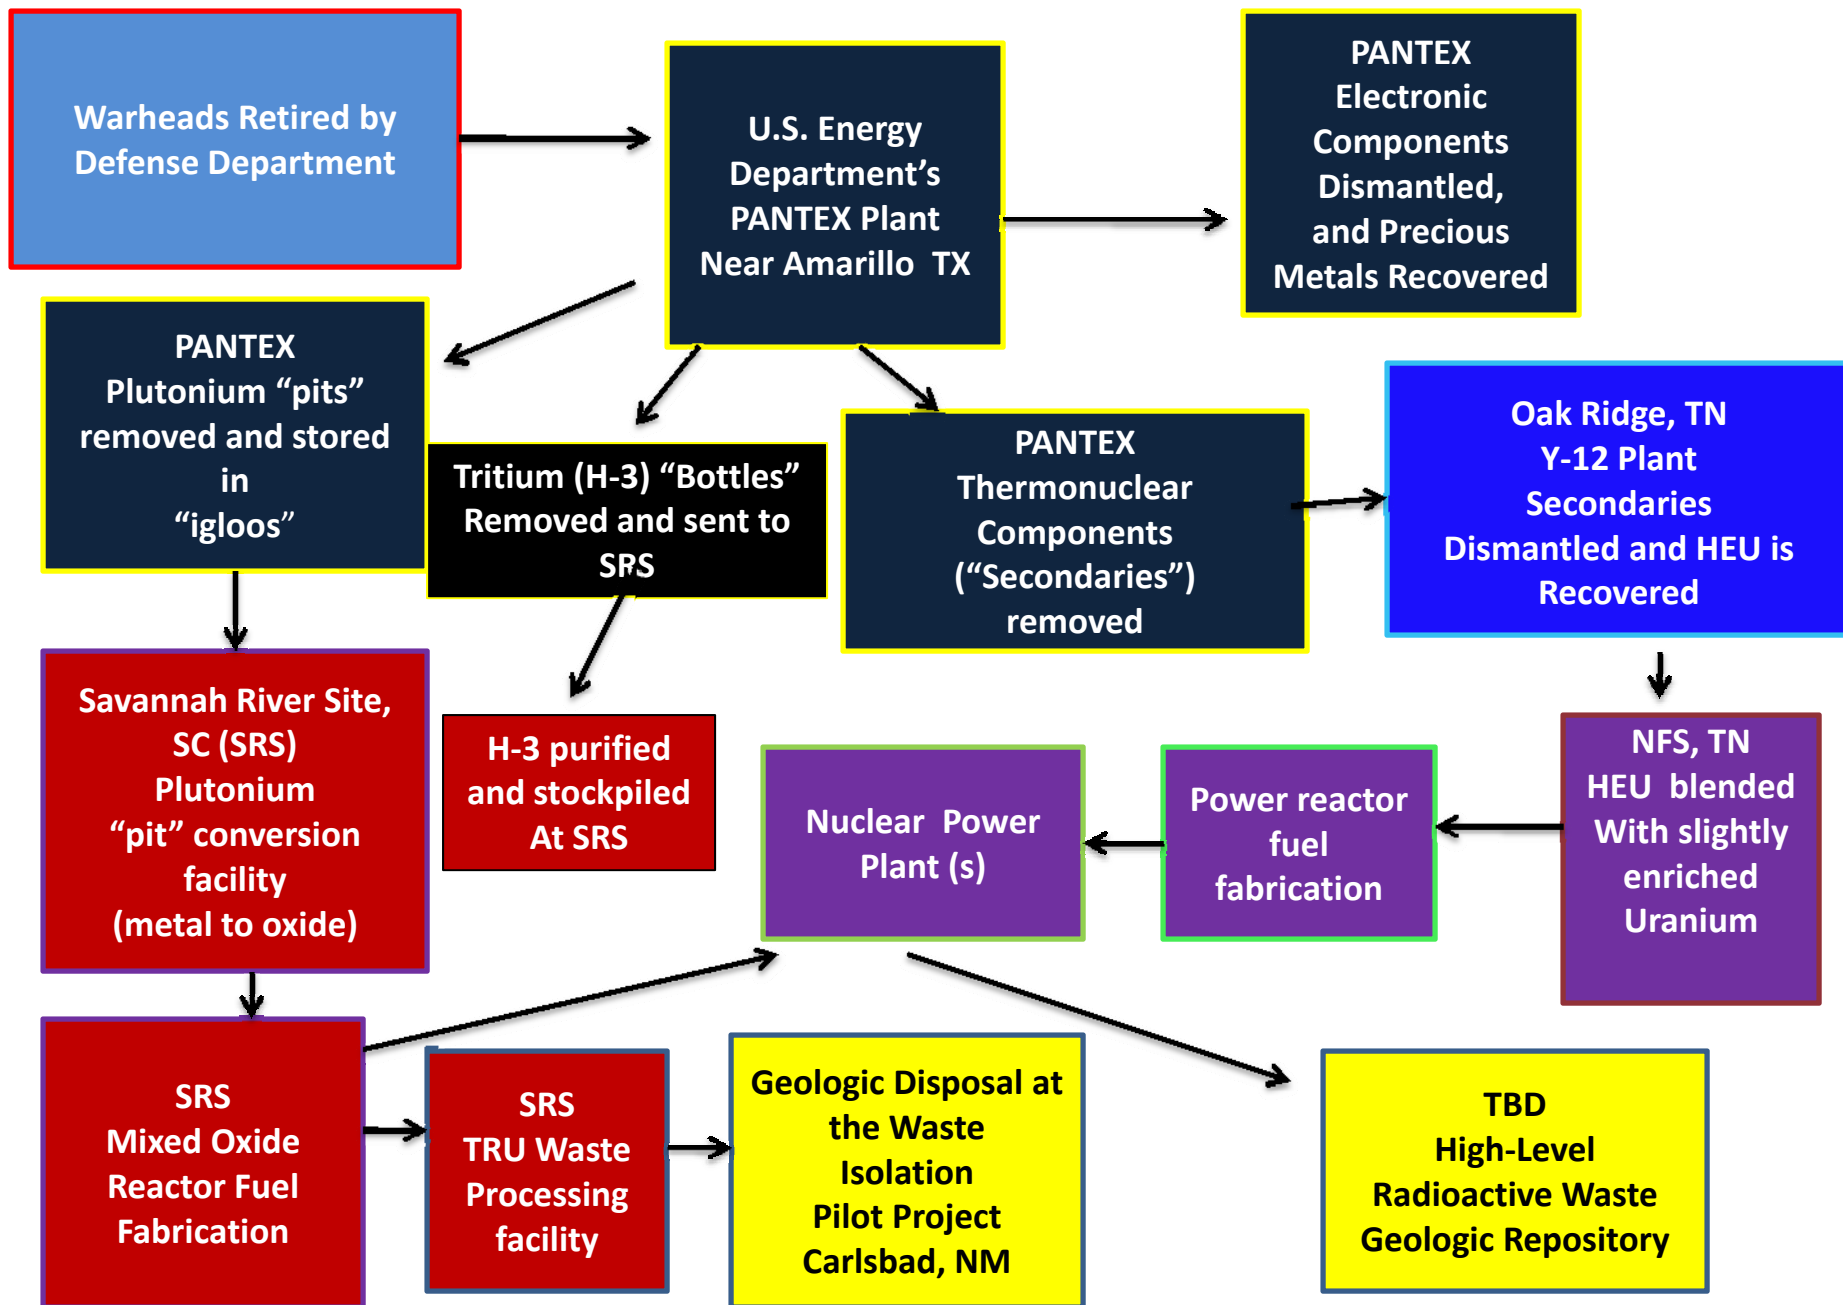 Warheads Retired by
Defense Department
U.S. Energy
Department’s
PANTEX Plant
Near Amarillo TX
PANTEX
Electronic
Components
Dismantled,
and Precious
Metals Recovered
PANTEX
Plutonium “pits”
removed and stored
in
“igloos”
Tritium (H-3) “Bottles”
Removed and sent to
SRS
PANTEX
Thermonuclear
Components
(“Secondaries”)
removed
Oak Ridge, TN
Y-12 Plant
Secondaries
Dismantled and HEU is
Recovered
Savannah River Site,
SC (SRS)
Plutonium
“pit” conversion
facility
(metal to oxide)
H-3 purified
and stockpiled
At SRS
Nuclear Power
Plant (s)
Power reactor
fuel
fabrication
NFS, TN
HEU blended
With slightly
enriched
Uranium
SRS
Mixed Oxide
Reactor Fuel
Fabrication
SRS
TRU Waste
Processing
facility
Geologic Disposal at
the Waste
Isolation
Pilot Project
Carlsbad, NM
TBD
High-Level
Radioactive Waste
Geologic Repository